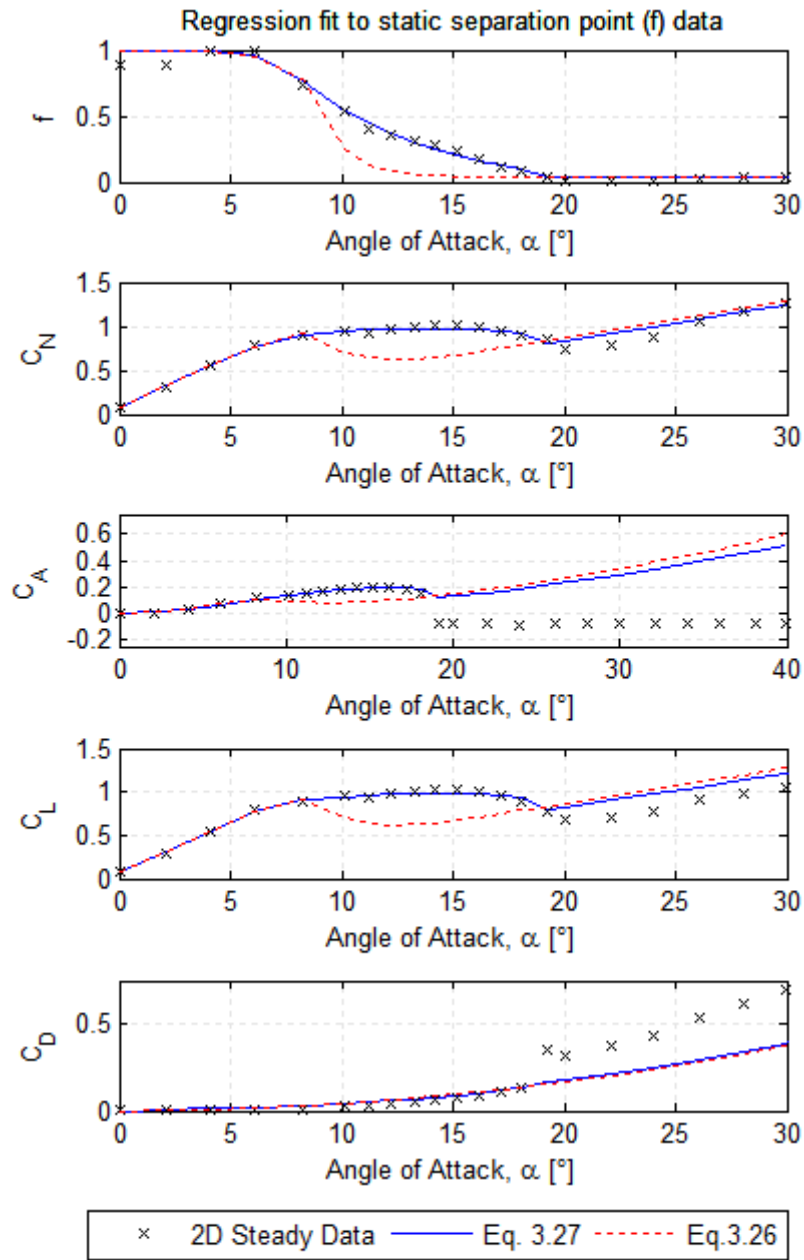 Regression fit to static separation point (f) data
1
0.5
0
f
0 5 10 15 20 25 30
Angle of Attack, α [°]
1.5
1
0.5
0
C_N
0 5 10 15 20 25 30
Angle of Attack, α [°]
0.6
0.4
0.2
0
-0.2
C_A
0 10 20 30 40
Angle of Attack, α [°]
1.5
1
0.5
0
C_L
0 5 10 15 20 25 30
Angle of Attack, α [°]
0.5
0
C_D
0 5 10 15 20 25 30
Angle of Attack, α [°]
2D Steady Data Eq. 3.27 Eq.3.26